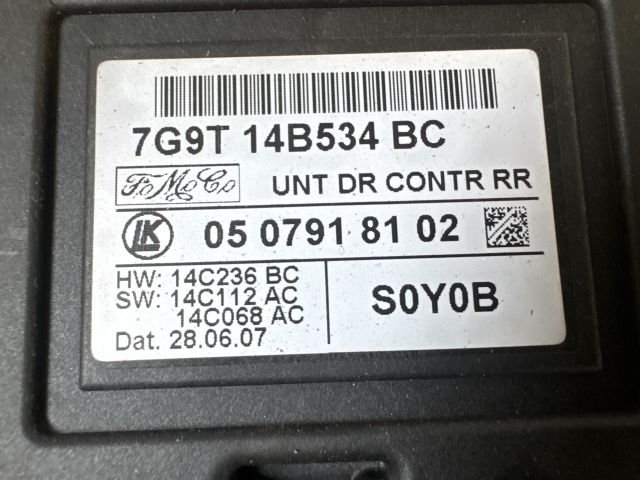 7G9T 14B534 BC
FoMoCo UNT DR CONTR RR
LK 05 0791 81 02
HW: 14C236 BC
SW: 14C112 AC
14C068 AC
Dat. 28.06.07
S0Y0B